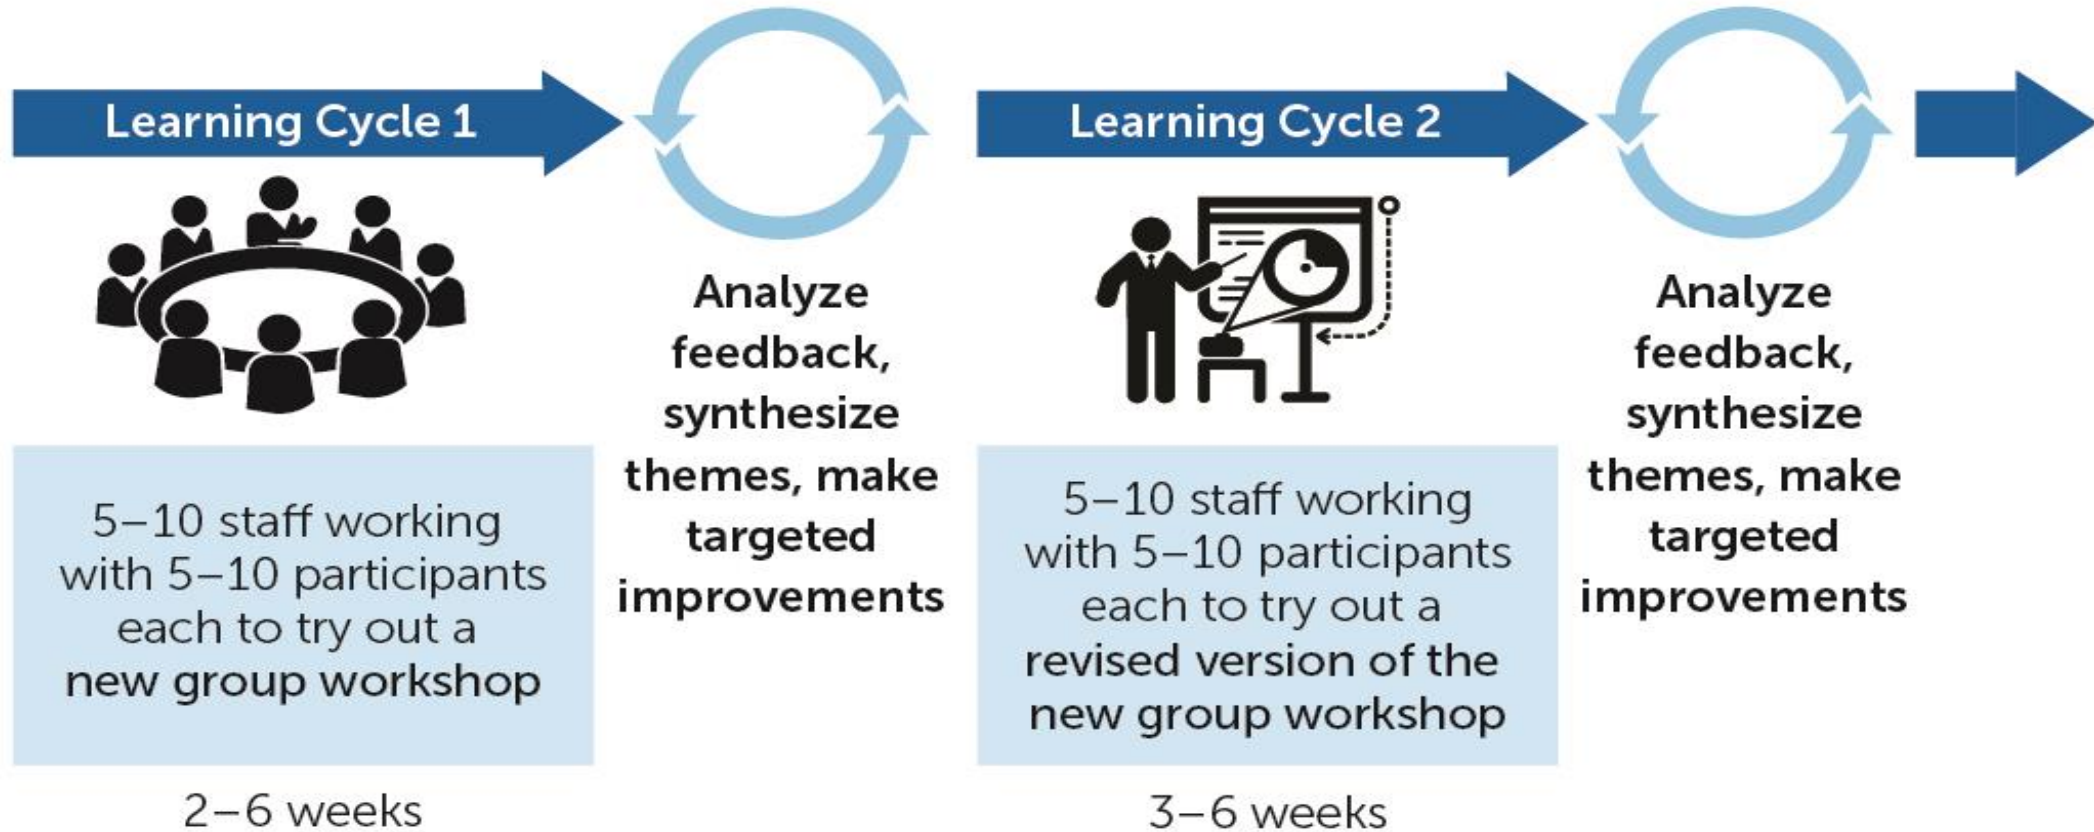 Learning Cycle 1
5–10 staff working
with 5–10 participants
each to try out a
new group workshop
2–6 weeks
Analyze
feedback,
synthesize
themes, make
targeted
improvements
Learning Cycle 2
5–10 staff working
with 5–10 participants
each to try out a
revised version of the
new group workshop
3–6 weeks
Analyze
feedback,
synthesize
themes, make
targeted
improvements